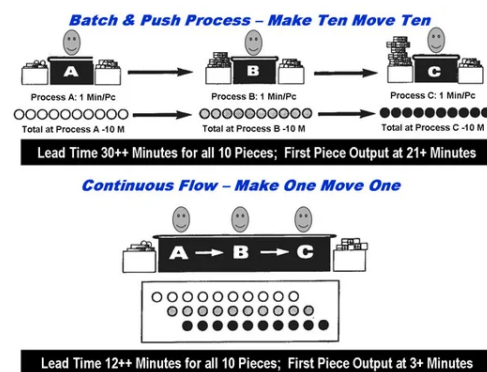 Batch & Push Process – Make Ten Move Ten
A B C
Process A: 1 Min/Pc Process B: 1 Min/Pc Process C: 1 Min/Pc
Total at Process A -10 M Total at Process B -10 M Total at Process C -10 M
Lead Time 30++ Minutes for all 10 Pieces; First Piece Output at 21+ Minutes
Continuous Flow – Make One Move One
A B C
Lead Time 12++ Minutes for all 10 Pieces; First Piece Output at 3+ Minutes